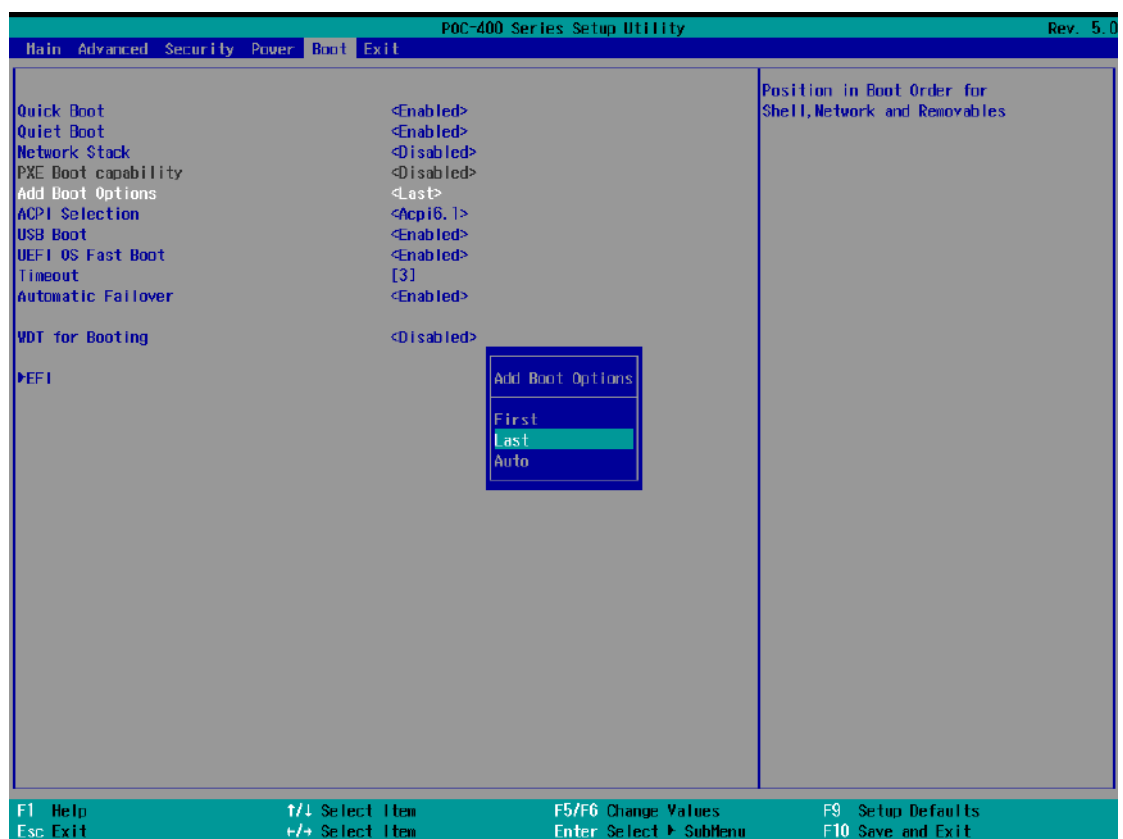 POC-400 Series Setup Utility Rev. 5.0
Main Advanced Security Power Boot Exit
Position in Boot Order for
Shell,Network and Removables
Quick Boot <Enabled>
Quiet Boot <Enabled>
Network Stack <Disabled>
PXE Boot capability <Disabled>
Add Boot Options <Last>
ACPI Selection <Acpi6.1>
USB Boot <Enabled>
UEFI OS Fast Boot <Enabled>
Timeout [3]
Automatic Failover <Enabled>
WDT for Booting <Disabled>
▶EFI
Add Boot Options
First
Last
Auto
F1 Help ↑/↓ Select Item F5/F6 Change Values F9 Setup Defaults
Esc Exit ←/→ Select Item Enter Select ▶ SubMenu F10 Save and Exit